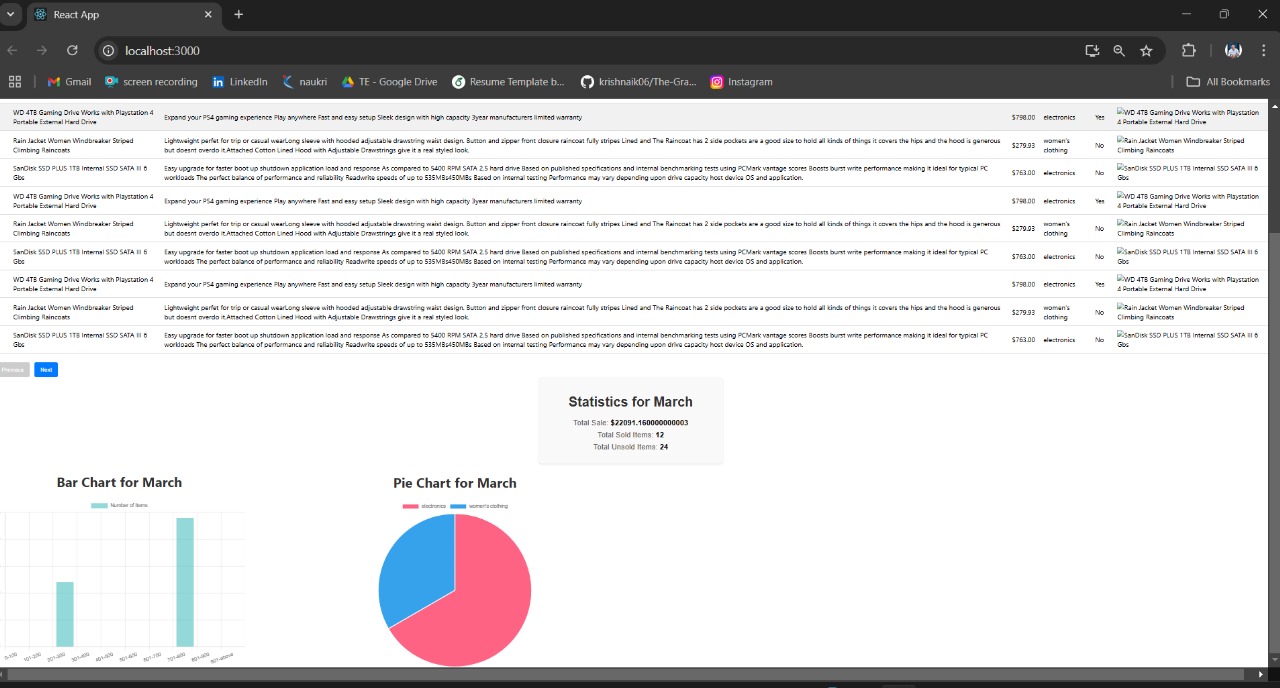 React App
localhost:3000
Gmail screen recording LinkedIn naukri TE - Google Drive Resume Template b... krishnaik06/The-Gra... Instagram All Bookmarks
WD 4TB Gaming Drive Works with Playstation 4 Portable External Hard Drive Expand your PS4 gaming experience Play anywhere Fast and easy setup Sleek design with high capacity 3year manufacturers limited warranty $798.00 electronics Yes WD 4TB Gaming Drive Works with Playstation 4 Portable External Hard Drive
Rain Jacket Women Windbreaker Striped Climbing Raincoats Lightweight perfet for trip or casual wearLong sleeve with hooded adjustable drawstring waist design. Button and zipper front closure raincoat fully stripes Lined and The Raincoat has 2 side pockets are a good size to hold all kinds of things it covers the hips and the hood is generous but doesnt overdo it.Attached Cotton Lined Hood with Adjustable Drawstrings give it a real styled look. $279.93 women's clothing No Rain Jacket Women Windbreaker Striped Climbing Raincoats
SanDisk SSD PLUS 1TB Internal SSD SATA III 6 Gbs Easy upgrade for faster boot up shutdown application load and response As compared to 5400 RPM SATA 2.5 hard drive Based on published specifications and internal benchmarking tests using PCMark vantage scores Boosts burst write performance making it ideal for typical PC workloads The perfect balance of performance and reliability Readwrite speeds of up to 535MBs450MBs Based on internal testing Performance may vary depending upon drive capacity host device OS and application. $763.00 electronics No SanDisk SSD PLUS 1TB Internal SSD SATA III 6 Gbs
WD 4TB Gaming Drive Works with Playstation 4 Portable External Hard Drive Expand your PS4 gaming experience Play anywhere Fast and easy setup Sleek design with high capacity 3year manufacturers limited warranty $798.00 electronics Yes WD 4TB Gaming Drive Works with Playstation 4 Portable External Hard Drive
Rain Jacket Women Windbreaker Striped Climbing Raincoats Lightweight perfet for trip or casual wearLong sleeve with hooded adjustable drawstring waist design. Button and zipper front closure raincoat fully stripes Lined and The Raincoat has 2 side pockets are a good size to hold all kinds of things it covers the hips and the hood is generous but doesnt overdo it.Attached Cotton Lined Hood with Adjustable Drawstrings give it a real styled look. $279.93 women's clothing No Rain Jacket Women Windbreaker Striped Climbing Raincoats
SanDisk SSD PLUS 1TB Internal SSD SATA III 6 Gbs Easy upgrade for faster boot up shutdown application load and response As compared to 5400 RPM SATA 2.5 hard drive Based on published specifications and internal benchmarking tests using PCMark vantage scores Boosts burst write performance making it ideal for typical PC workloads The perfect balance of performance and reliability Readwrite speeds of up to 535MBs450MBs Based on internal testing Performance may vary depending upon drive capacity host device OS and application. $763.00 electronics No SanDisk SSD PLUS 1TB Internal SSD SATA III 6 Gbs
WD 4TB Gaming Drive Works with Playstation 4 Portable External Hard Drive Expand your PS4 gaming experience Play anywhere Fast and easy setup Sleek design with high capacity 3year manufacturers limited warranty $798.00 electronics Yes WD 4TB Gaming Drive Works with Playstation 4 Portable External Hard Drive
Rain Jacket Women Windbreaker Striped Climbing Raincoats Lightweight perfet for trip or casual wearLong sleeve with hooded adjustable drawstring waist design. Button and zipper front closure raincoat fully stripes Lined and The Raincoat has 2 side pockets are a good size to hold all kinds of things it covers the hips and the hood is generous but doesnt overdo it.Attached Cotton Lined Hood with Adjustable Drawstrings give it a real styled look. $279.93 women's clothing No Rain Jacket Women Windbreaker Striped Climbing Raincoats
SanDisk SSD PLUS 1TB Internal SSD SATA III 6 Gbs Easy upgrade for faster boot up shutdown application load and response As compared to 5400 RPM SATA 2.5 hard drive Based on published specifications and internal benchmarking tests using PCMark vantage scores Boosts burst write performance making it ideal for typical PC workloads The perfect balance of performance and reliability Readwrite speeds of up to 535MBs450MBs Based on internal testing Performance may vary depending upon drive capacity host device OS and application. $763.00 electronics No SanDisk SSD PLUS 1TB Internal SSD SATA III 6 Gbs
Previous Next
Statistics for March
Total Sale: $22091.160000000003
Total Sold Items: 12
Total Unsold Items: 24
Bar Chart for March
Number of Items
0-100 101-200 201-300 301-400 401-500 501-600 601-700 701-800 801-900 901-above
Pie Chart for March
electronics women's clothing